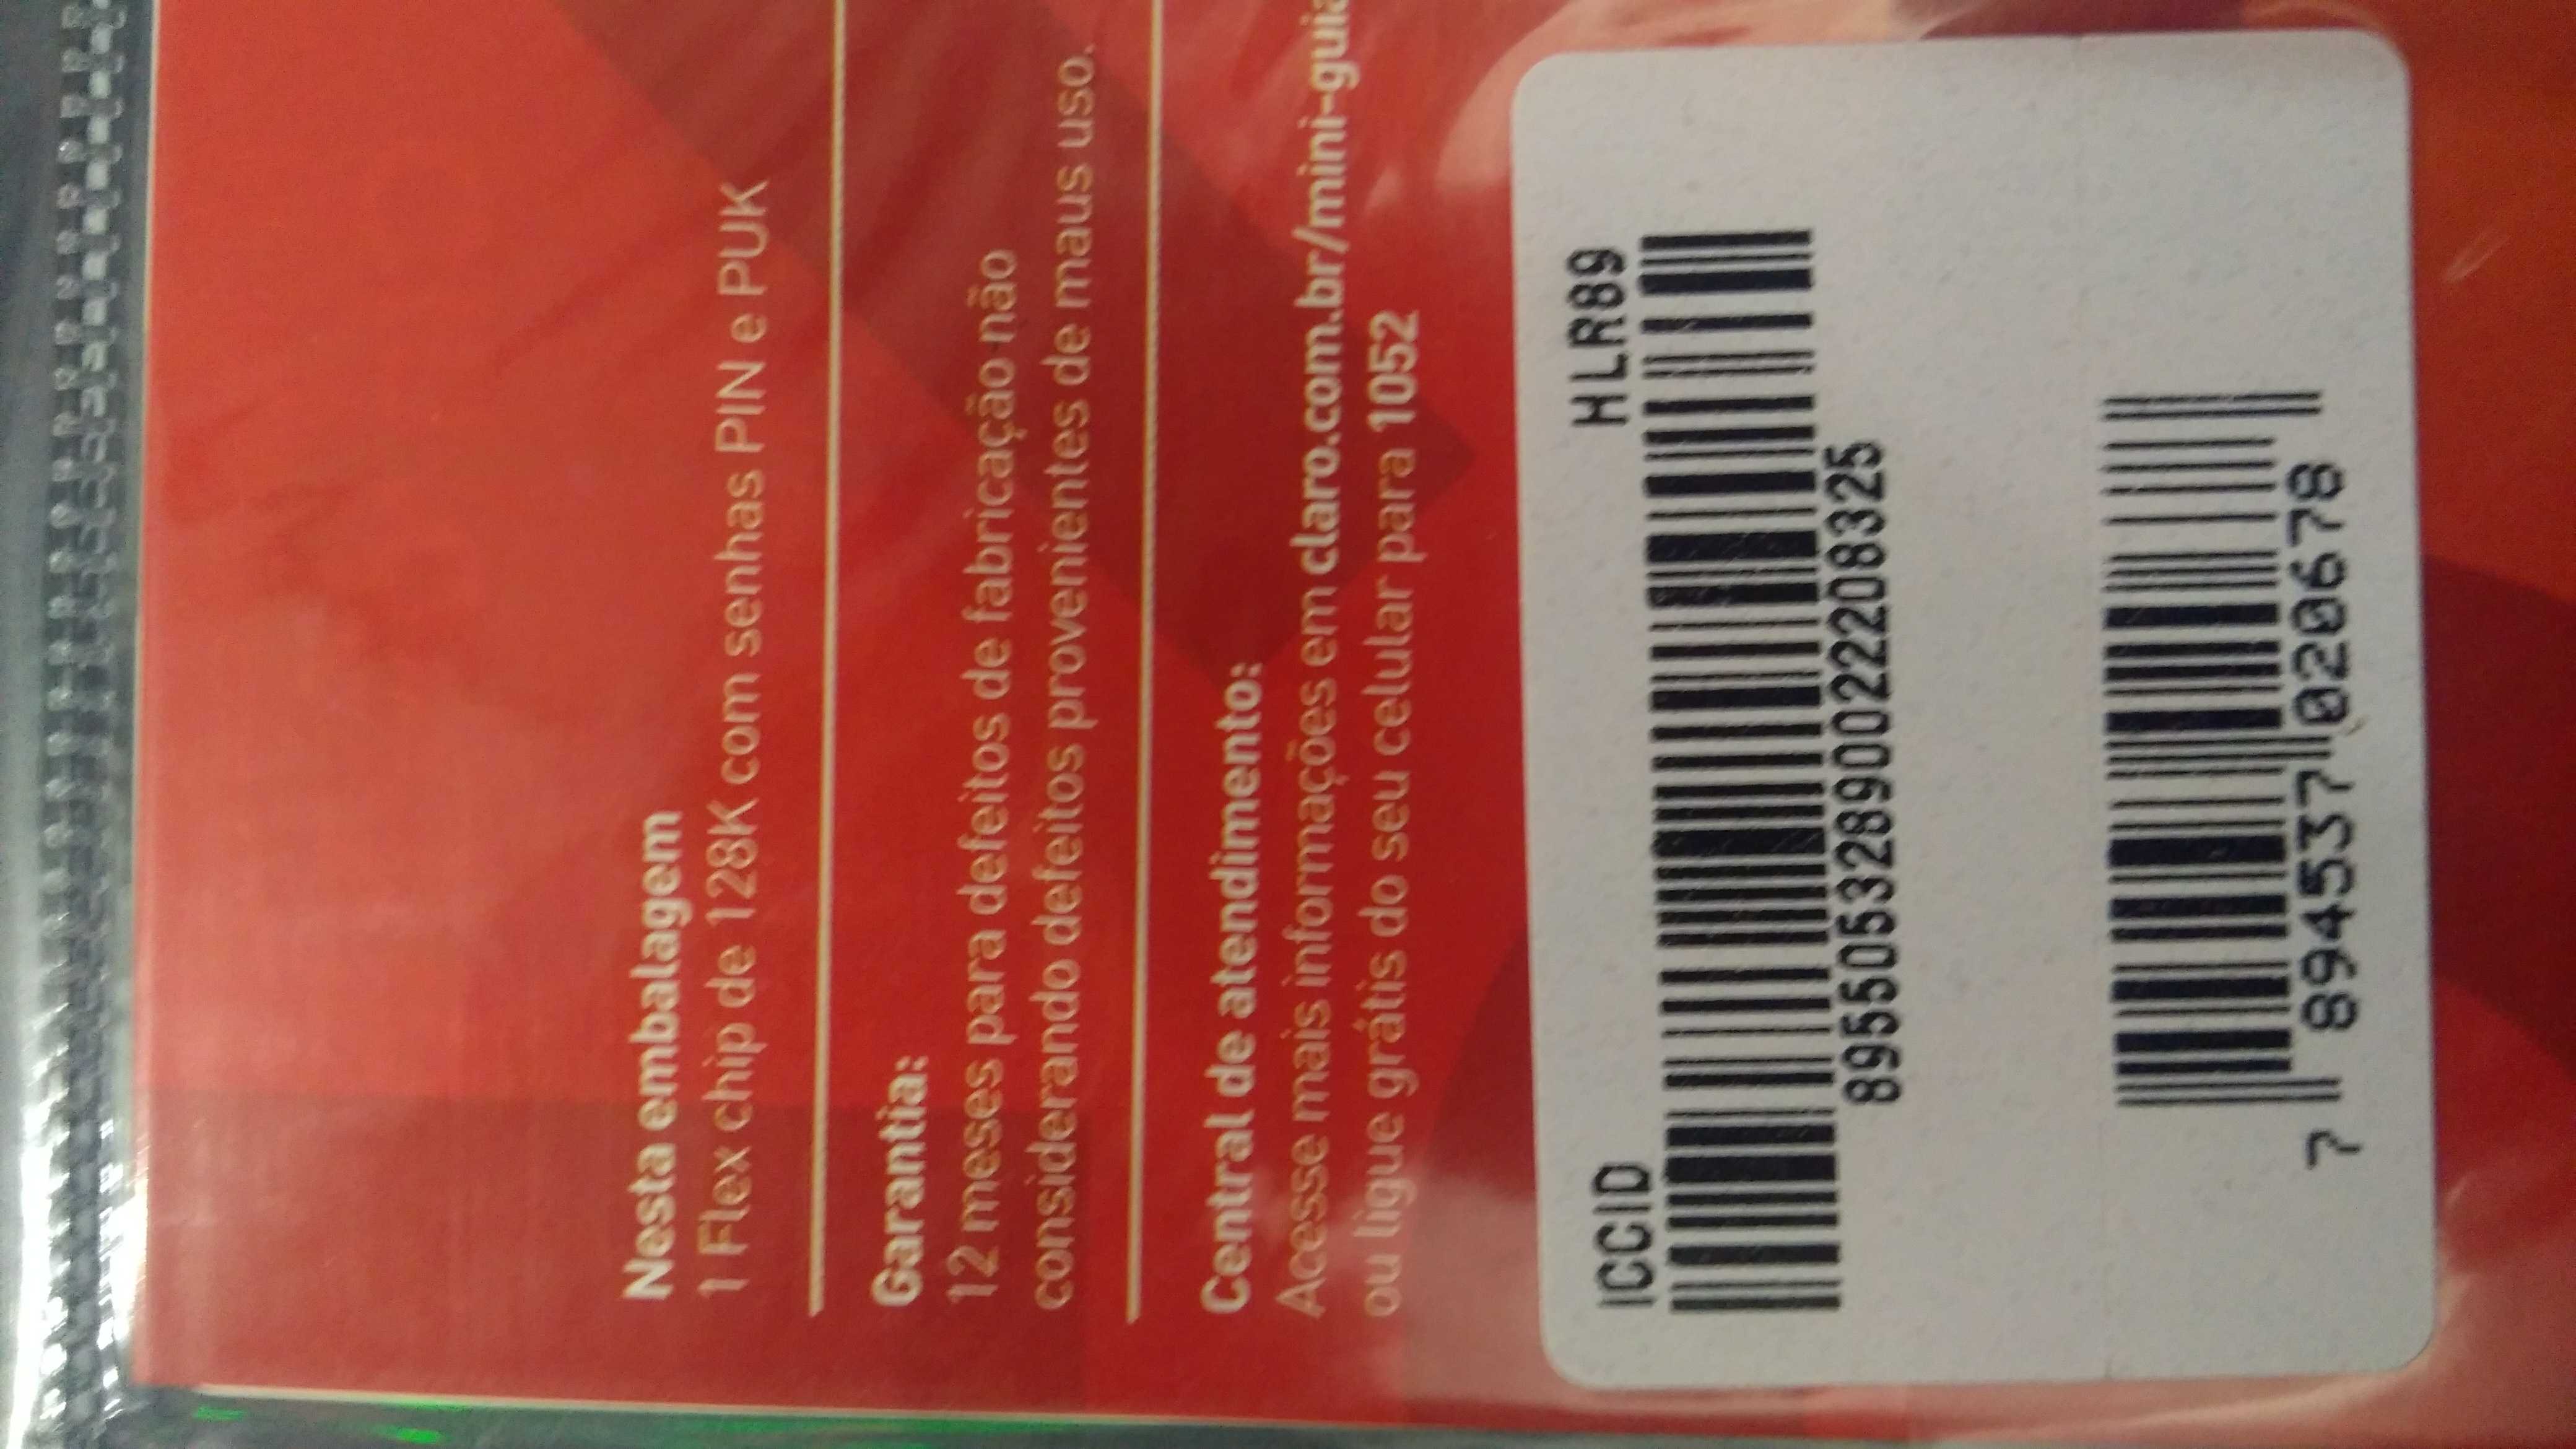 Nesta embalagem
1 Flex chip de 128K com senhas PIN e PUK
Garantia:
12 meses para defeitos de fabricação não
considerando defeitos provenientes de maus uso.
Central de atendimento:
Acesse mais informações em claro.com.br/mini-guia
ou ligue grátis do seu celular para 1052
ICCID HLR89
89550532890022208325
7 894537 020678